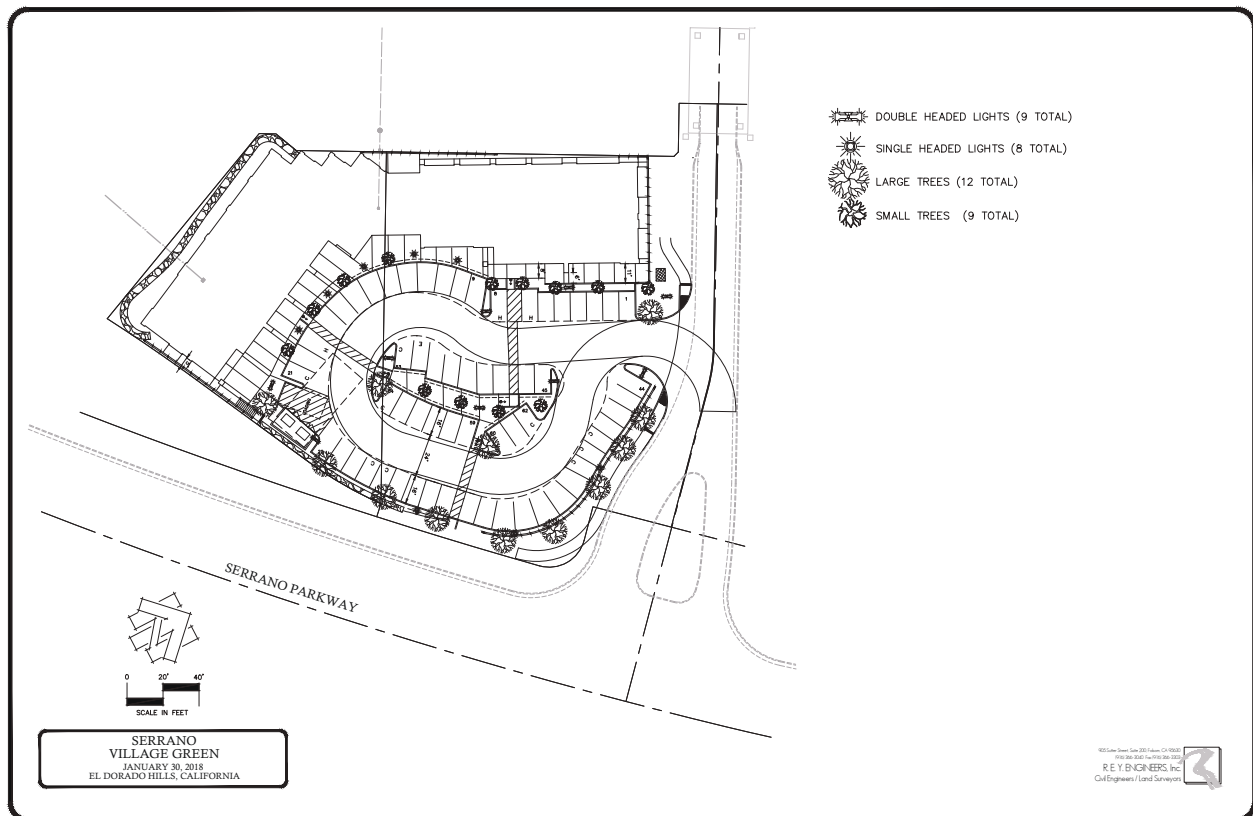 DOUBLE HEADED LIGHTS (9 TOTAL)
SINGLE HEADED LIGHTS (8 TOTAL)
LARGE TREES (12 TOTAL)
SMALL TREES (9 TOTAL)
SERRANO PARKWAY
0 20' 40'
SCALE IN FEET
SERRANO
VILLAGE GREEN
JANUARY 30, 2018
EL DORADO HILLS, CALIFORNIA
R.E.Y. ENGINEERS, Inc.
Civil Engineers / Land Surveyors